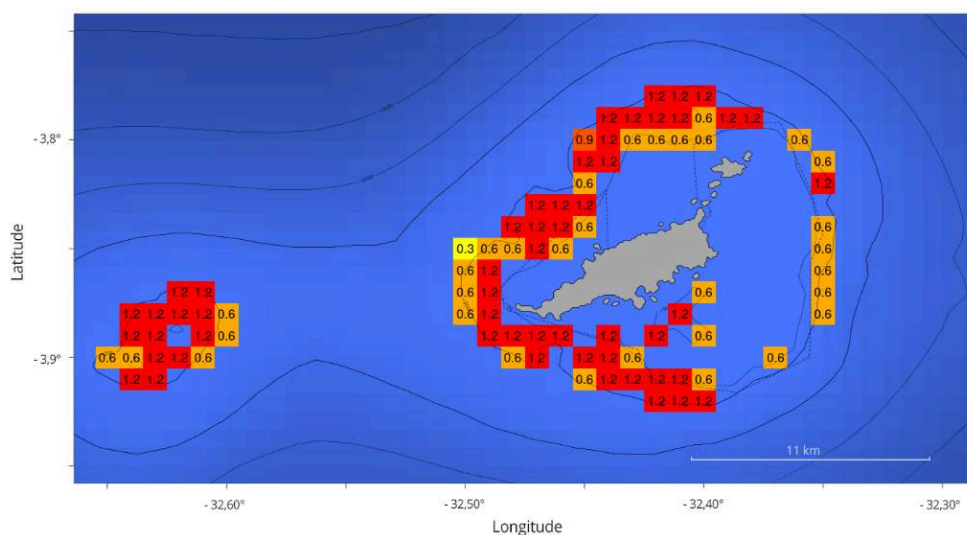 1.2 1.2 1.2
1.2 1.2 1.2 1.2 0.6 1.2 1.2
- 3,8° 0.9 1.2 0.6 0.6 0.6 0.6 0.6
1.2 1.2 0.6
0.6 1.2
1.2 1.2 1.2
1.2 1.2 1.2 0.6 0.6
0.3 0.6 0.6 1.2 0.6 0.6
0.6 1.2 0.6
1.2 1.2 0.6 1.2 0.6 0.6
1.2 1.2 1.2 1.2 0.6 0.6 1.2 1.2 0.6
1.2 1.2 1.2 0.6 1.2 1.2 1.2 1.2 1.2 1.2 0.6
- 3,9° 0.6 0.6 1.2 1.2 0.6 0.6 1.2 1.2 1.2 0.6 0.6
1.2 1.2 0.6 1.2 1.2 1.2 1.2 0.6
1.2 1.2 1.2
Latitude
11 km
- 32,60° - 32,50° - 32,40° - 32,30°
Longitude